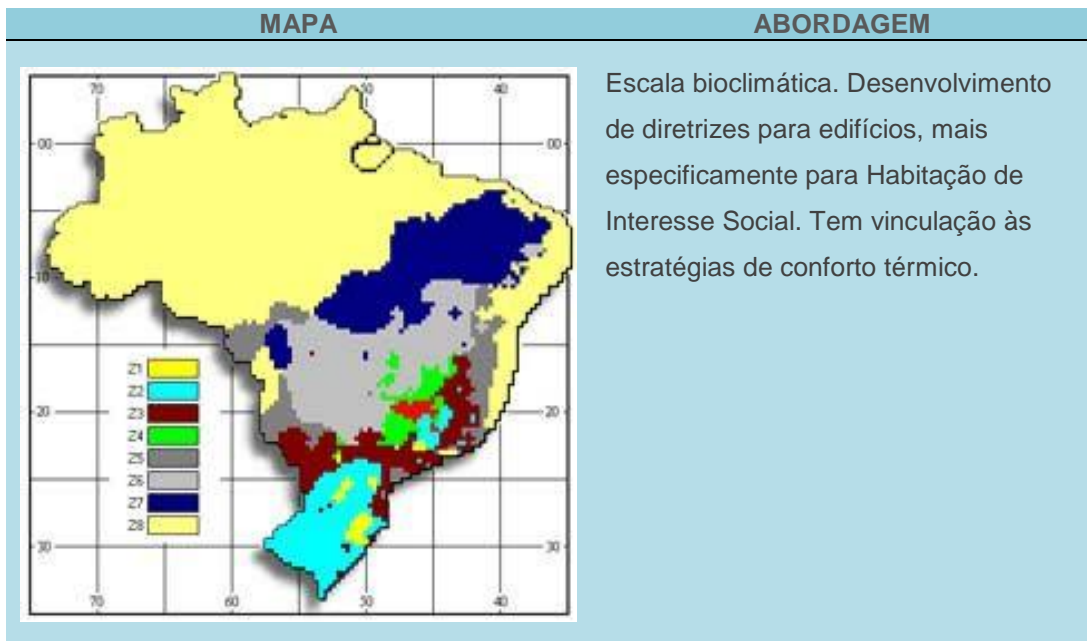 MAPA
ABORDAGEM
70
50
40
00
00
10
Z1
Z2
Z3
Z4
Z5
Z6
Z7
Z8
20
20
30
30
70
60
50
40
Escala bioclimática. Desenvolvimento
de diretrizes para edifícios, mais
especificamente para Habitação de
Interesse Social. Tem vinculação às
estratégias de conforto térmico.